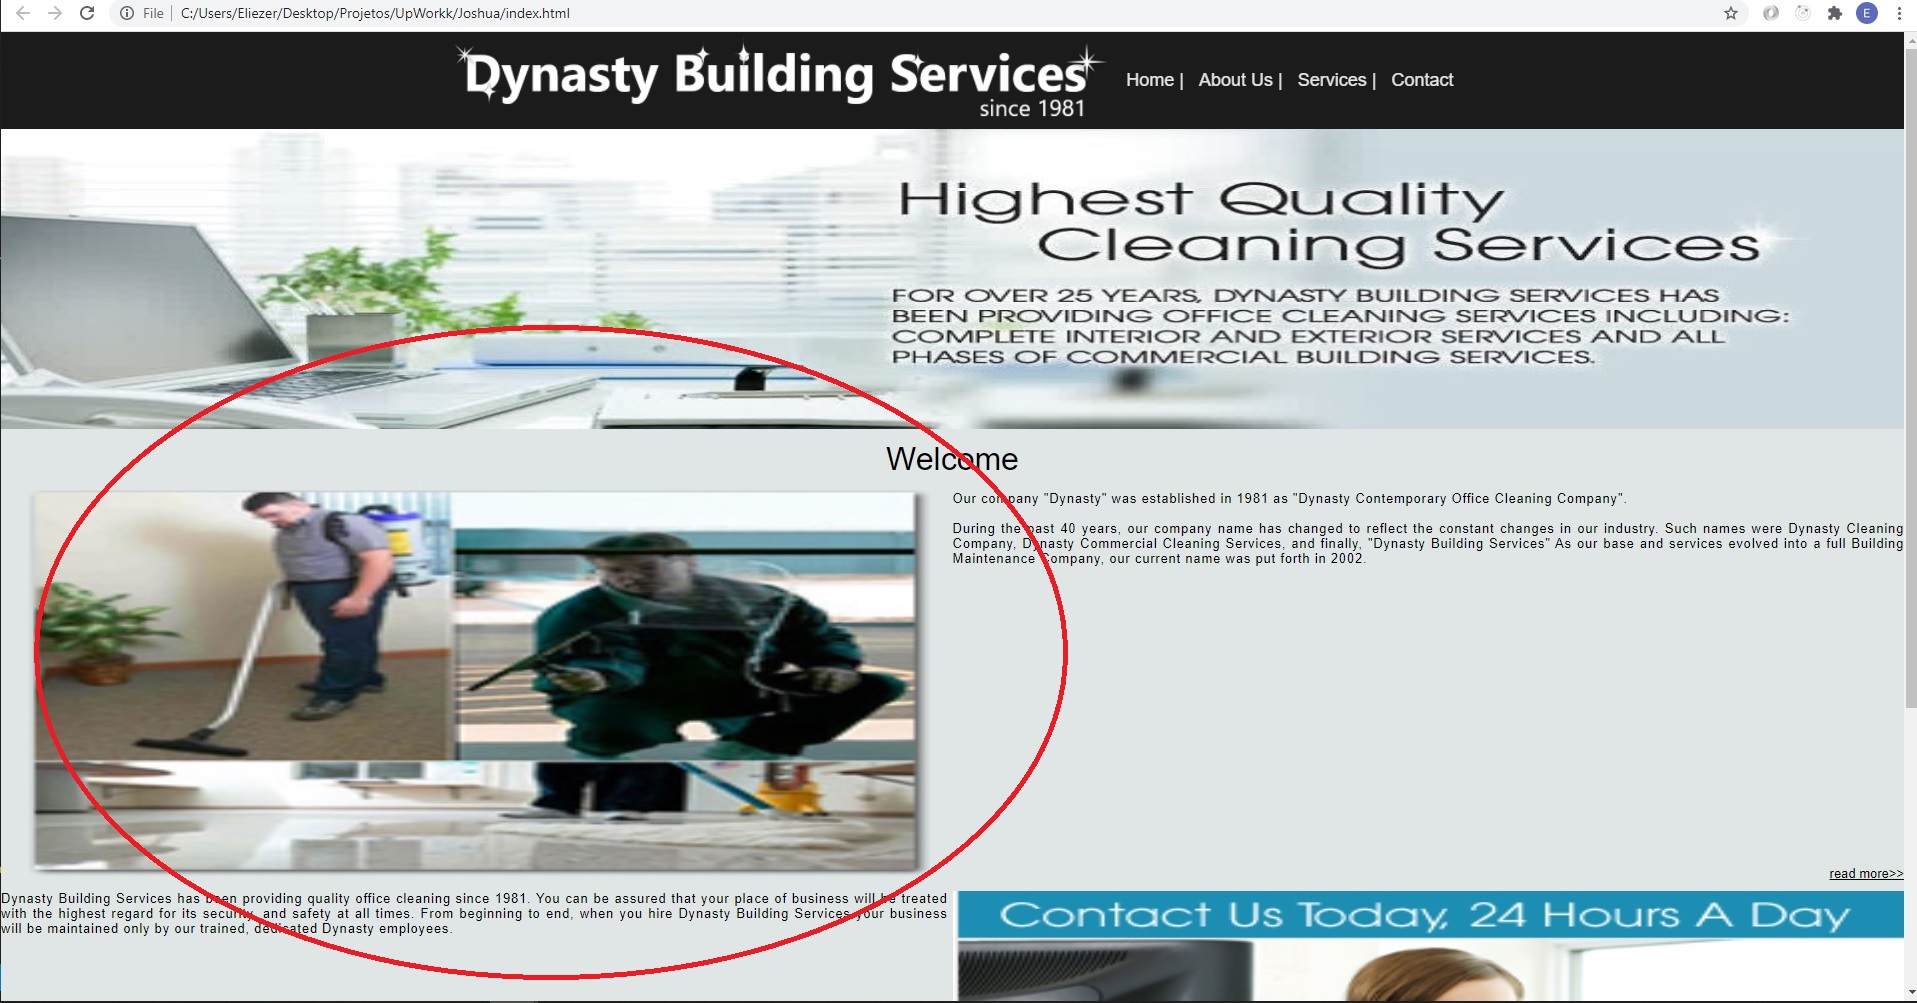 File
C:/Users/Eliezer/Desktop/Projetos/UpWorkk/Joshua/index.html
E
Dynasty Building Services
since 1981
Home | About Us | Services | Contact
Highest Quality
Cleaning Services
FOR OVER 25 YEARS, DYNASTY BUILDING SERVICES HAS
BEEN PROVIDING OFFICE CLEANING SERVICES INCLUDING:
COMPLETE INTERIOR AND EXTERIOR SERVICES AND ALL
PHASES OF COMMERCIAL BUILDING SERVICES.
Welcome
Our company "Dynasty" was established in 1981 as "Dynasty Contemporary Office Cleaning Company".
During the past 40 years, our company name has changed to reflect the constant changes in our industry. Such names were Dynasty Cleaning
Company, Dynasty Commercial Cleaning Services, and finally, "Dynasty Building Services" As our base and services evolved into a full Building
Maintenance Company, our current name was put forth in 2002.
read more>>
Dynasty Building Services has been providing quality office cleaning since 1981. You can be assured that your place of business will be treated
with the highest regard for its security and safety at all times. From beginning to end, when you hire Dynasty Building Services your business
will be maintained only by our trained, dedicated Dynasty employees.
Contact Us Today, 24 Hours A Day